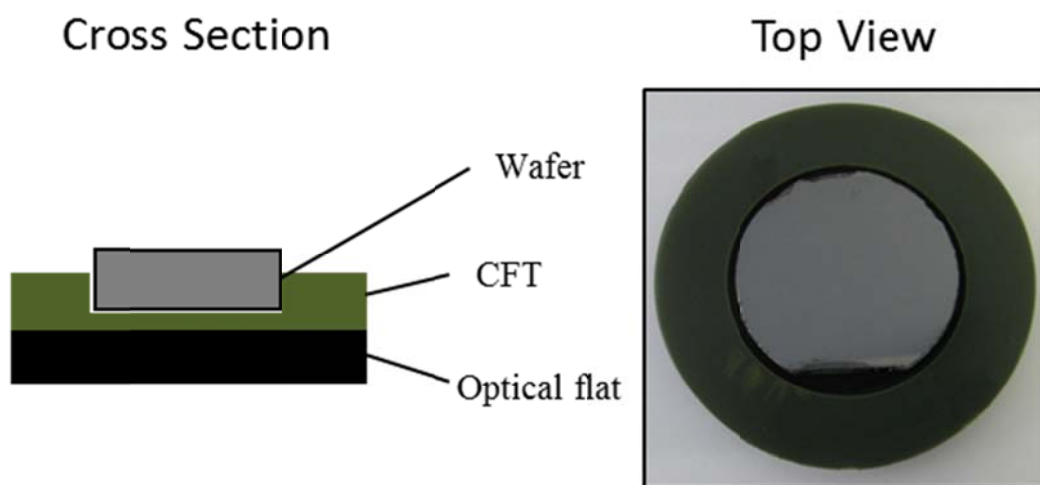 Cross Section
Top View
Wafer
CFT
Optical flat